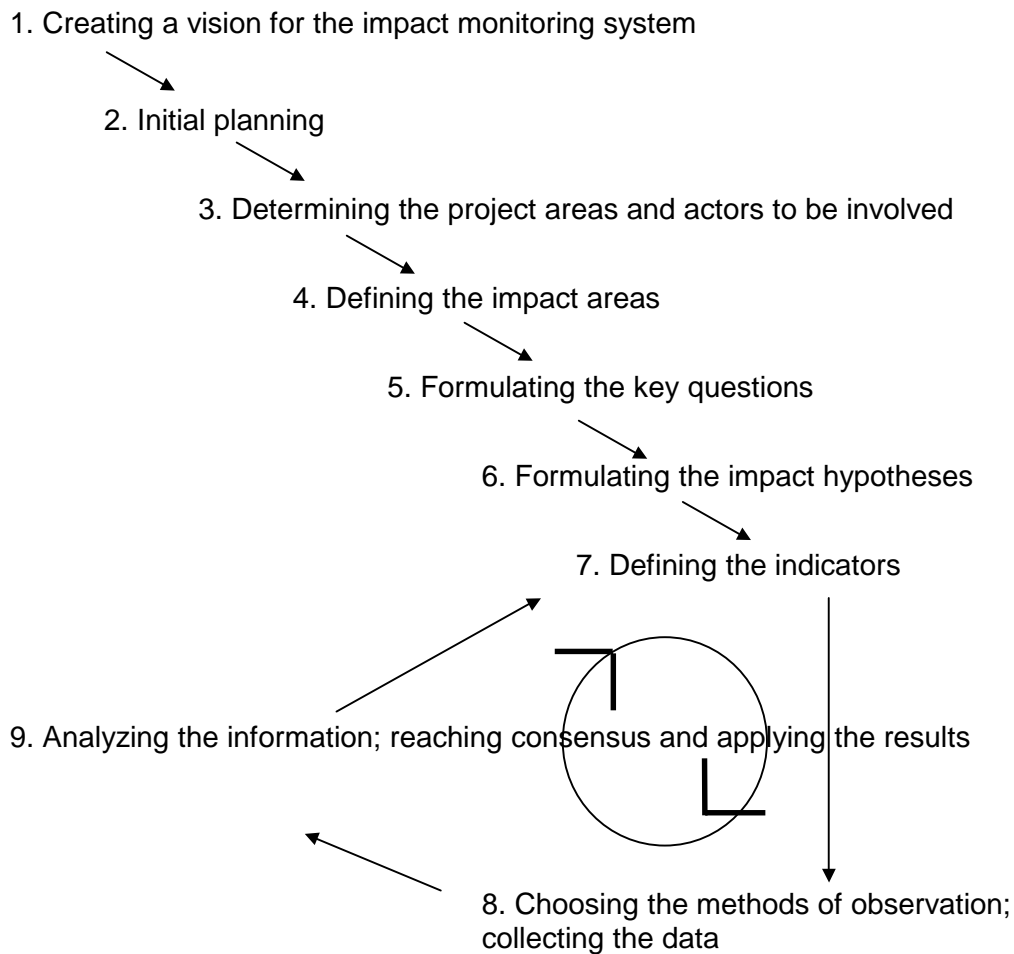 1. Creating a vision for the impact monitoring system
2. Initial planning
3. Determining the project areas and actors to be involved
4. Defining the impact areas
5. Formulating the key questions
6. Formulating the impact hypotheses
7. Defining the indicators
9. Analyzing the information; reaching consensus and applying the results
8. Choosing the methods of observation;
collecting the data